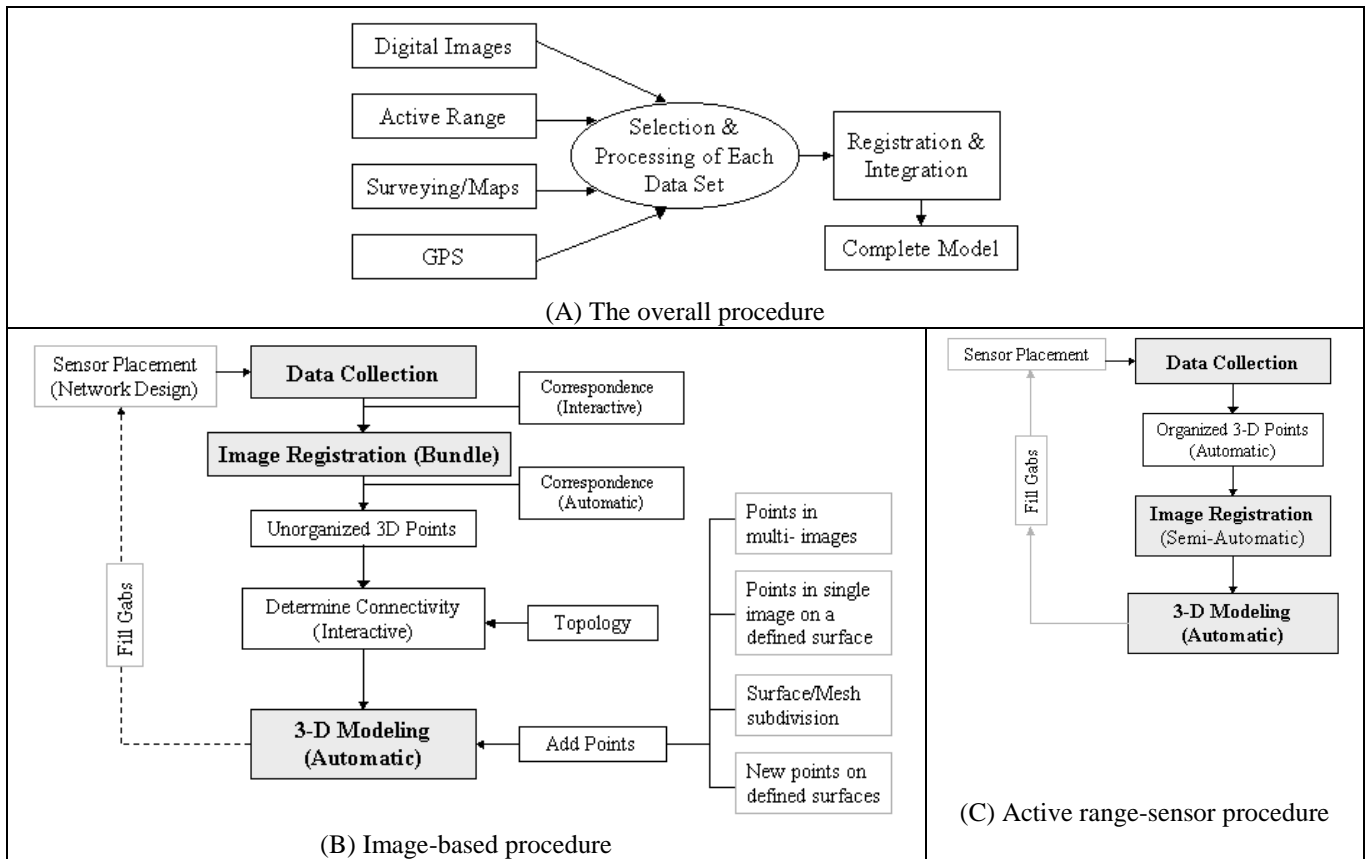 Digital Images
Active Range
Surveying/Maps
GPS
Selection &
Processing of Each
Data Set
Registration &
Integration
Complete Model
(A) The overall procedure
Sensor Placement
(Network Design)
Data Collection
Correspondence
(Interactive)
Image Registration (Bundle)
Correspondence
(Automatic)
Unorganized 3D Points
Determine Connectivity
(Interactive)
Topology
Fill Gabs
3-D Modeling
(Automatic)
Add Points
Points in
multi- images
Points in single
image on a
defined surface
Surface/Mesh
subdivision
New points on
defined surfaces
(B) Image-based procedure
Sensor Placement
Data Collection
Organized 3-D Points
(Automatic)
Fill Gabs
Image Registration
(Semi-Automatic)
3-D Modeling
(Automatic)
(C) Active range-sensor procedure